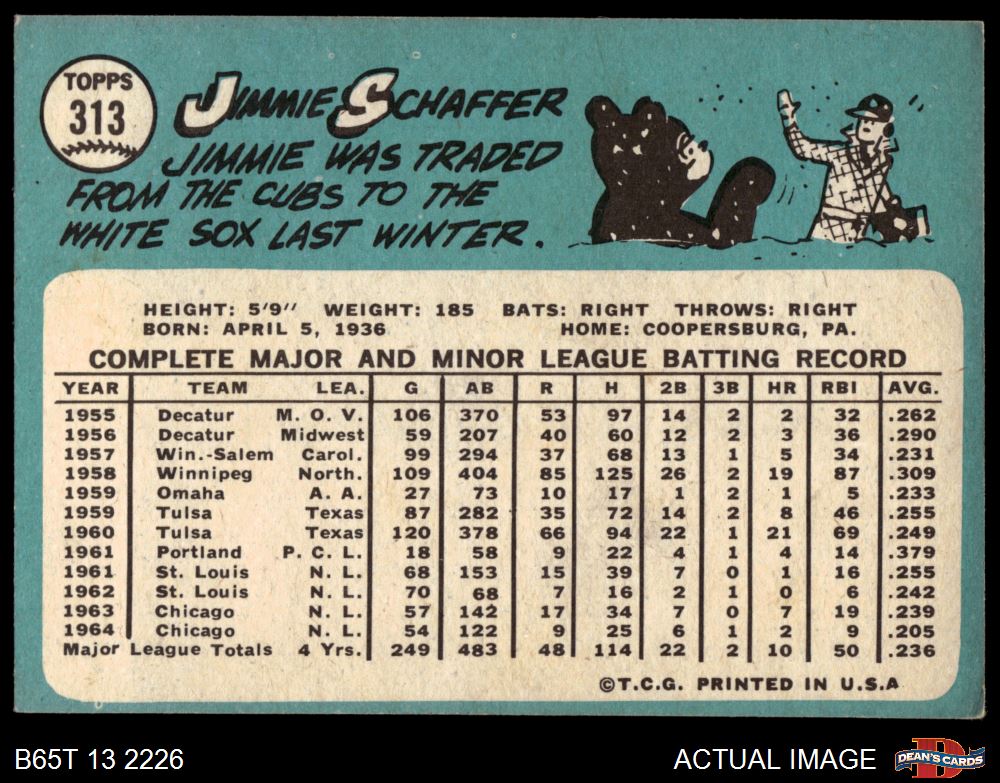 TOPPS
313
JIMMIE SCHAFFER
JIMMIE WAS TRADED
FROM THE CUBS TO THE
WHITE SOX LAST WINTER.
HEIGHT: 5'9" WEIGHT: 185 BATS: RIGHT THROWS: RIGHT
BORN: APRIL 5, 1936 HOME: COOPERSBURG, PA.
COMPLETE MAJOR AND MINOR LEAGUE BATTING RECORD
YEAR TEAM LEA. G AB R H 2B 3B HR RBI AVG.
1955 Decatur M. O. V. 106 370 53 97 14 2 2 32 .262
1956 Decatur Midwest 59 207 40 60 12 2 3 36 .290
1957 Win.-Salem Carol. 99 294 37 68 13 1 5 34 .231
1958 Winnipeg North. 109 404 85 125 26 2 19 87 .309
1959 Omaha A. A. 27 73 10 17 1 2 1 5 .233
1959 Tulsa Texas 87 282 35 72 14 2 8 46 .255
1960 Tulsa Texas 120 378 66 94 22 1 21 69 .249
1961 Portland P. C. L. 18 58 9 22 4 1 4 14 .379
1961 St. Louis N. L. 68 153 15 39 7 0 1 16 .255
1962 St. Louis N. L. 70 68 7 16 2 1 0 6 .242
1963 Chicago N. L. 57 142 17 34 7 0 7 19 .239
1964 Chicago N. L. 54 122 9 25 6 1 2 9 .205
Major League Totals 4 Yrs. 249 483 48 114 22 2 10 50 .236
©T.C.G. PRINTED IN U.S.A
B65T 13 2226 ACTUAL IMAGE DEAN'S CARDS